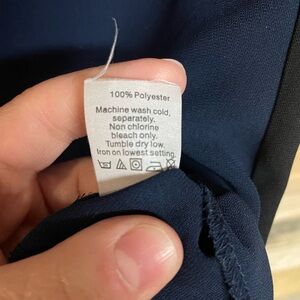 100% Polyester
Machine wash cold,
separately.
Non chlorine
bleach only.
Tumble dry low.
Iron on lowest setting.